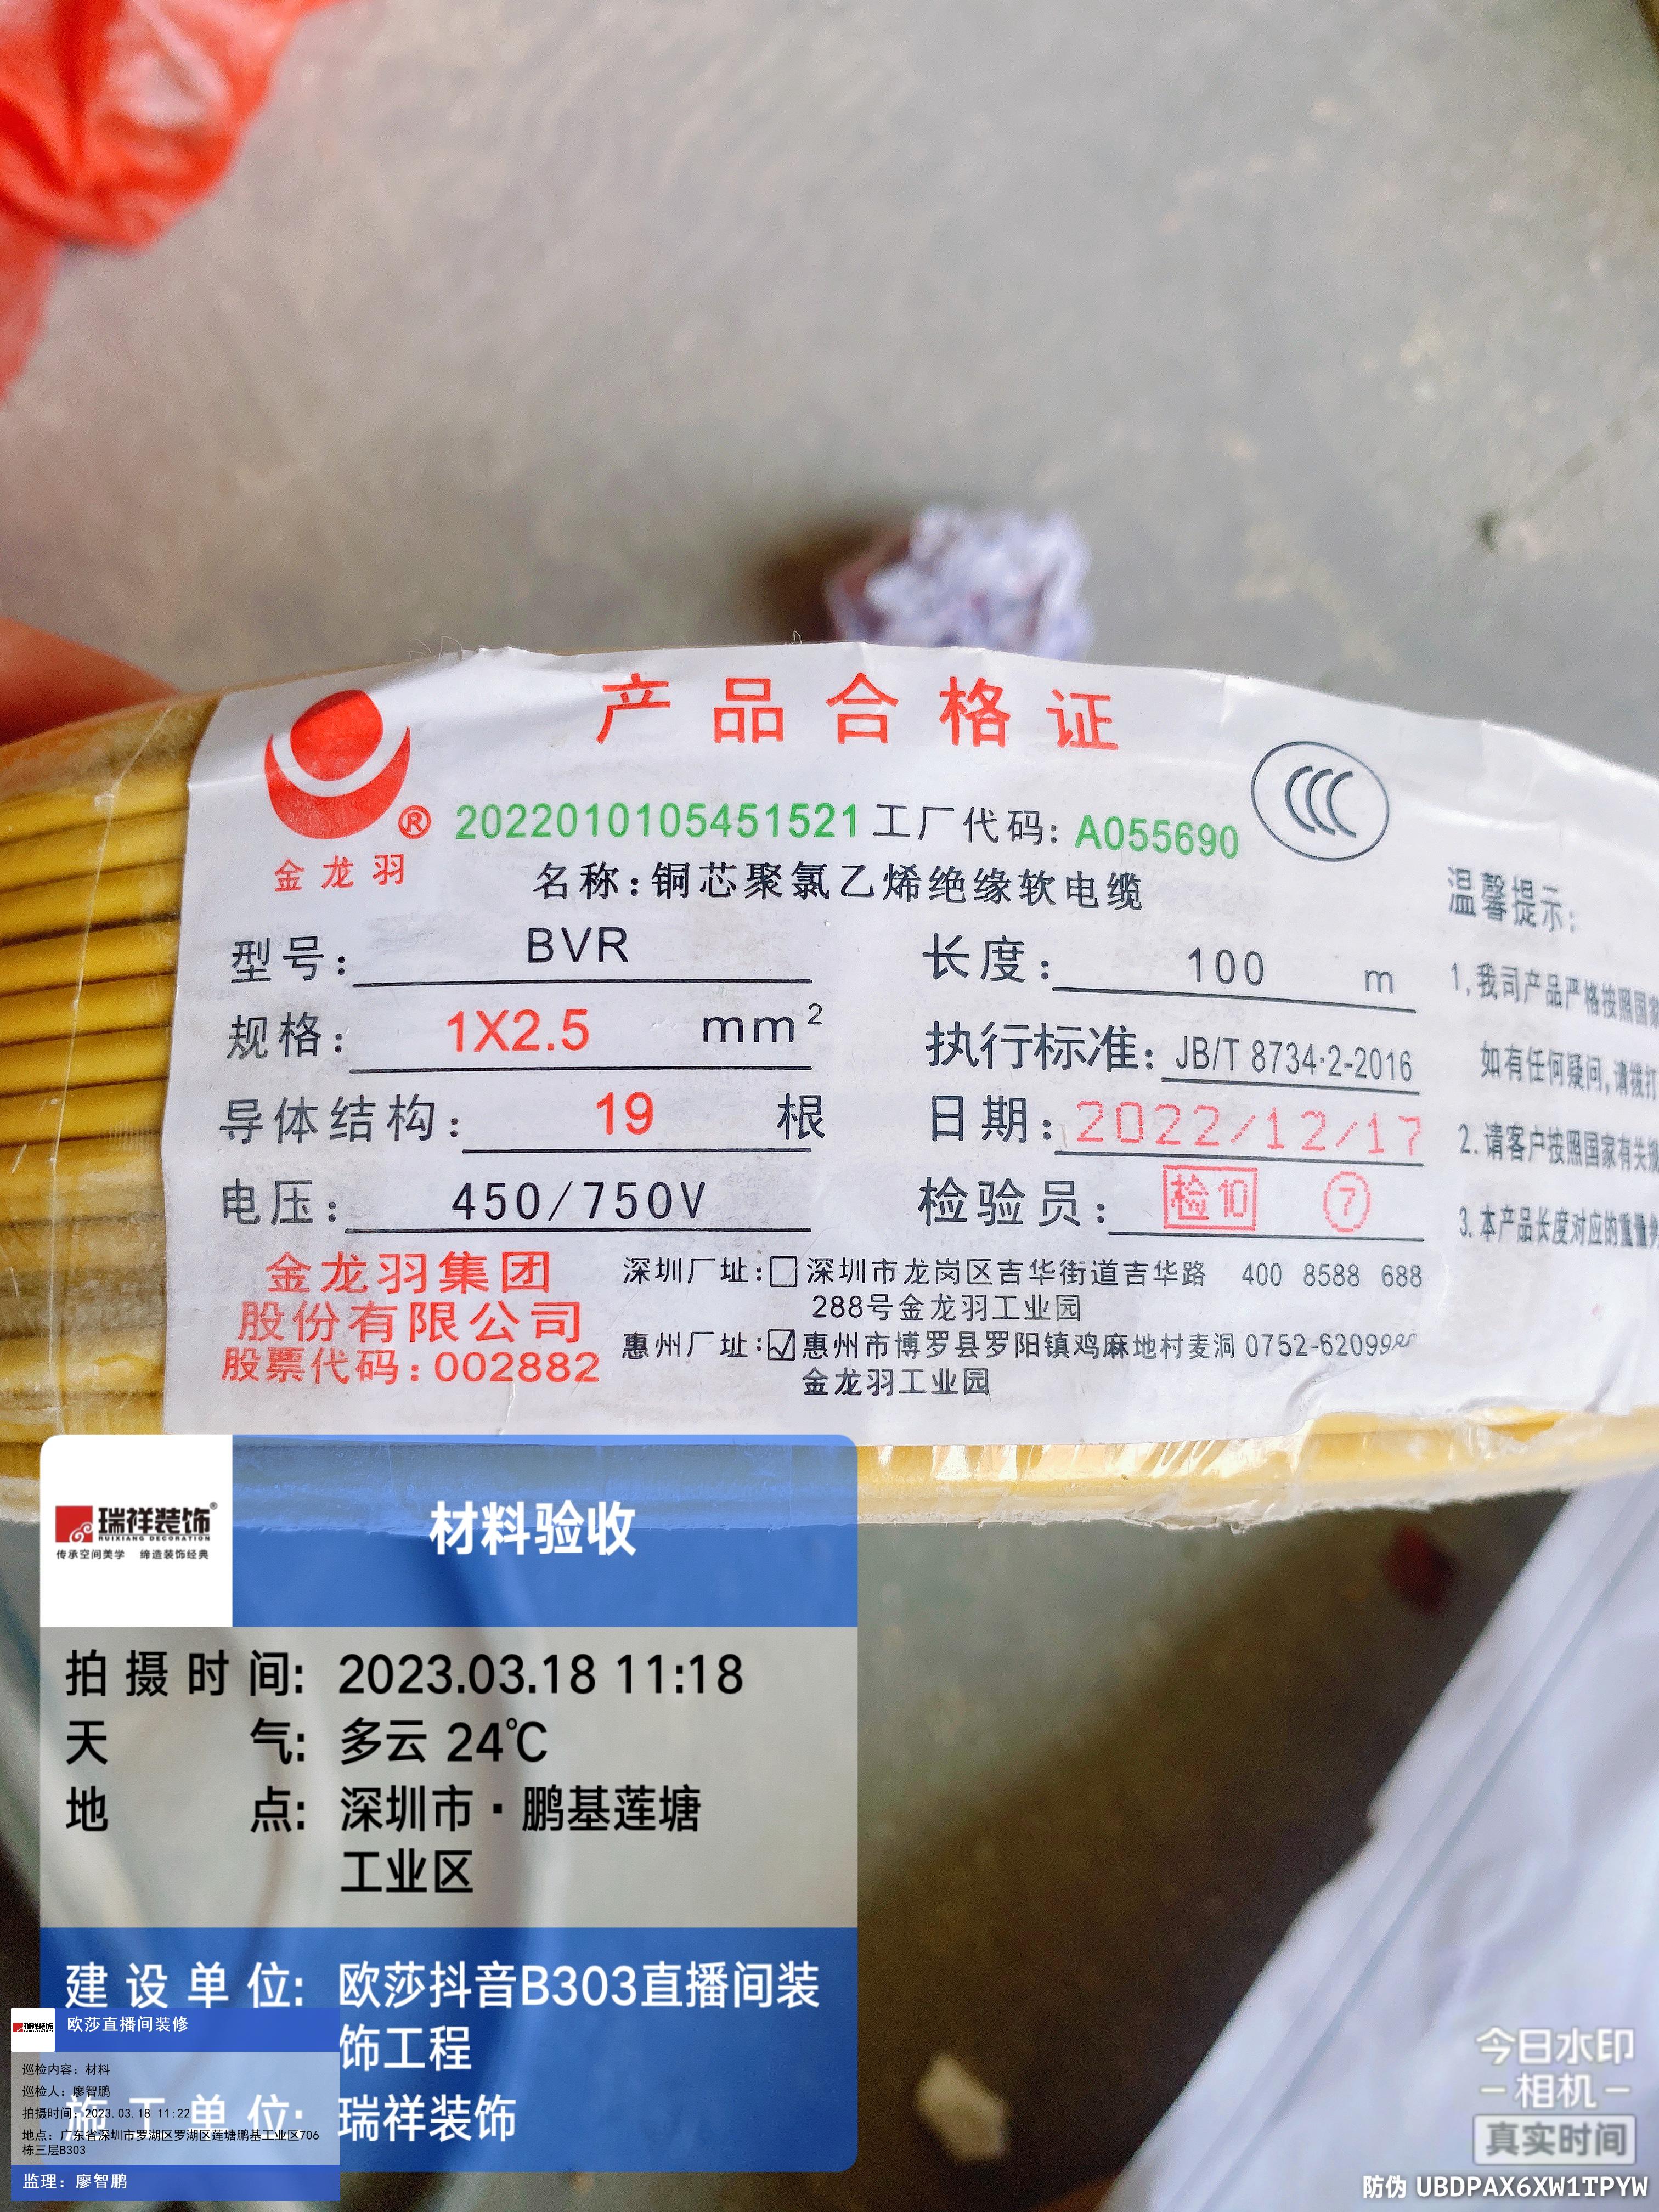 产品合格证
®
金龙羽
2022010105451521 工厂代码: A055690
名称:铜芯聚氯乙烯绝缘软电缆
型号: BVR
长度: 100 m
规格: 1X2.5 mm²
执行标准: JB/T 8734·2-2016
导体结构: 19 根
日期: 2022/12/17
电压: 450/750V
检验员: 检10 ⑦
金龙羽集团
股份有限公司
股票代码:002882
深圳厂址:□深圳市龙岗区吉华街道吉华路 400 8588 688
288号金龙羽工业园
惠州厂址:☑惠州市博罗县罗阳镇鸡麻地村麦洞 0752-62099
金龙羽工业园
温馨提示:
1,我司产品严格按照国家
如有任何疑问,请拨打
2.请客户按照国家有关
3.本产品长度对应的重量
瑞祥装饰®
RUIXIANG DECORATION
传承空间美学 缔造装饰经典
材料验收
拍摄时间: 2023.03.18 11:18
天气: 多云 24℃
地点: 深圳市·鹏基莲塘
工业区
建设单位: 欧莎抖音B303直播间装
饰工程
施工单位: 瑞祥装饰
瑞祥装饰
欧莎直播间装修
巡检内容: 材料
巡检人: 廖智鹏
拍摄时间: 2023.03.18 11:22
地点: 广东省深圳市罗湖区罗湖区莲塘鹏基工业区706
栋三层B303
监理: 廖智鹏
今日水印
相机
真实时间
防伪 UBDPAX6XW1TPYW